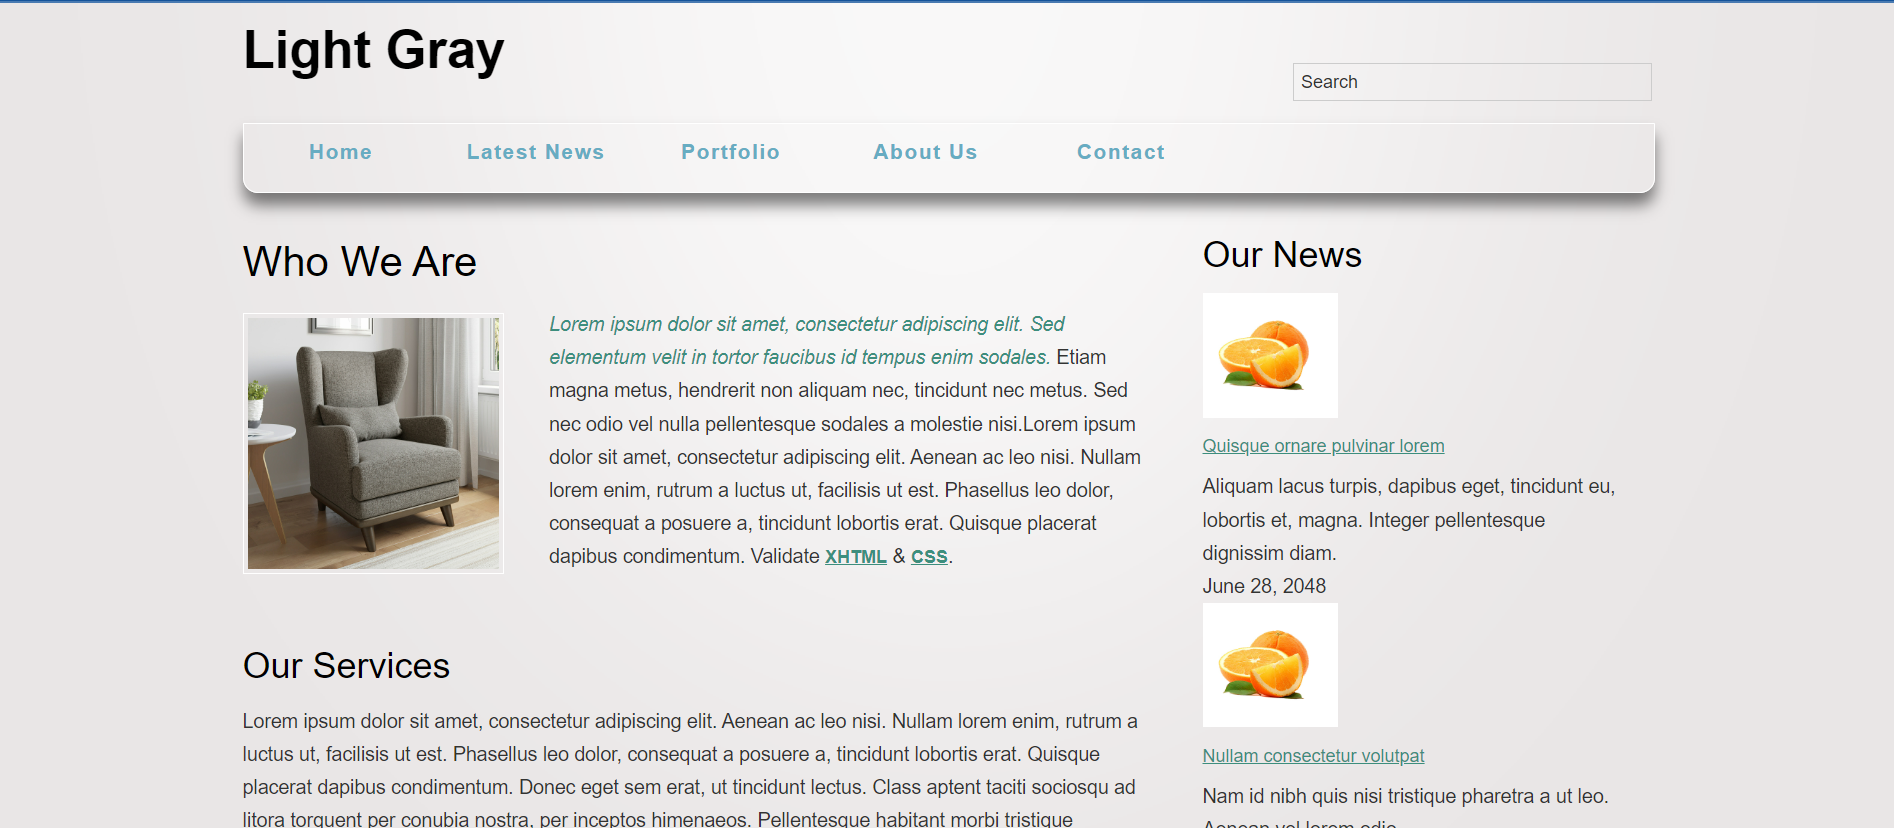 Light Gray
Search
Home
Latest News
Portfolio
About Us
Contact
Who We Are
Lorem ipsum dolor sit amet, consectetur adipiscing elit. Sed
elementum velit in tortor faucibus id tempus enim sodales. Etiam
magna metus, hendrerit non aliquam nec, tincidunt nec metus. Sed
nec odio vel nulla pellentesque sodales a molestie nisi.Lorem ipsum
dolor sit amet, consectetur adipiscing elit. Aenean ac leo nisi. Nullam
lorem enim, rutrum a luctus ut, facilisis ut est. Phasellus leo dolor,
consequat a posuere a, tincidunt lobortis erat. Quisque placerat
dapibus condimentum. Validate XHTML & CSS.
Our Services
Lorem ipsum dolor sit amet, consectetur adipiscing elit. Aenean ac leo nisi. Nullam lorem enim, rutrum a
luctus ut, facilisis ut est. Phasellus leo dolor, consequat a posuere a, tincidunt lobortis erat. Quisque
placerat dapibus condimentum. Donec eget sem erat, ut tincidunt lectus. Class aptent taciti sociosqu ad
litora torquent per conubia nostra, per inceptos himenaeos. Pellentesque habitant morbi tristique
Our News
Quisque ornare pulvinar lorem
Aliquam lacus turpis, dapibus eget, tincidunt eu,
lobortis et, magna. Integer pellentesque
dignissim diam.
June 28, 2048
Nullam consectetur volutpat
Nam id nibh quis nisi tristique pharetra a ut leo.
Aenean vel lorem odio